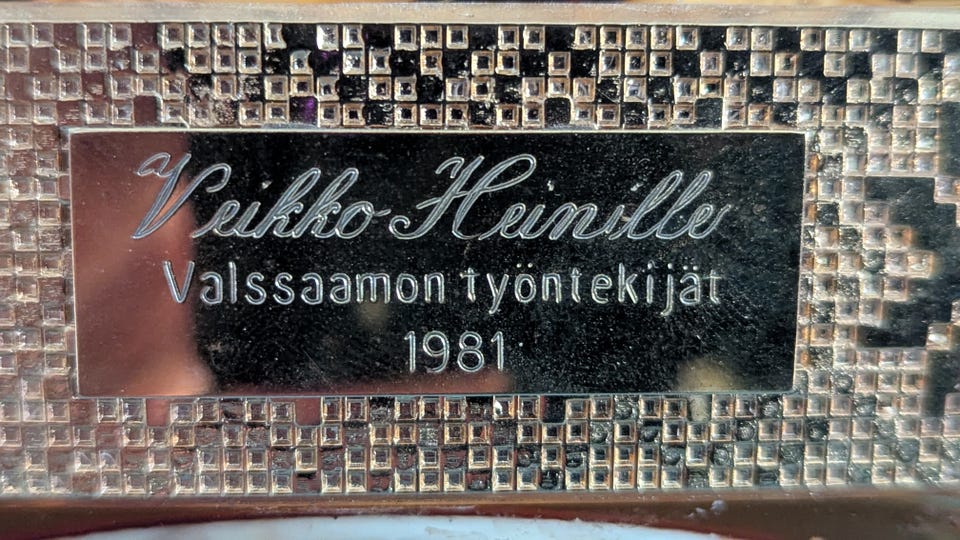 Veikko Heinille
Valssaamon työntekijät
1981